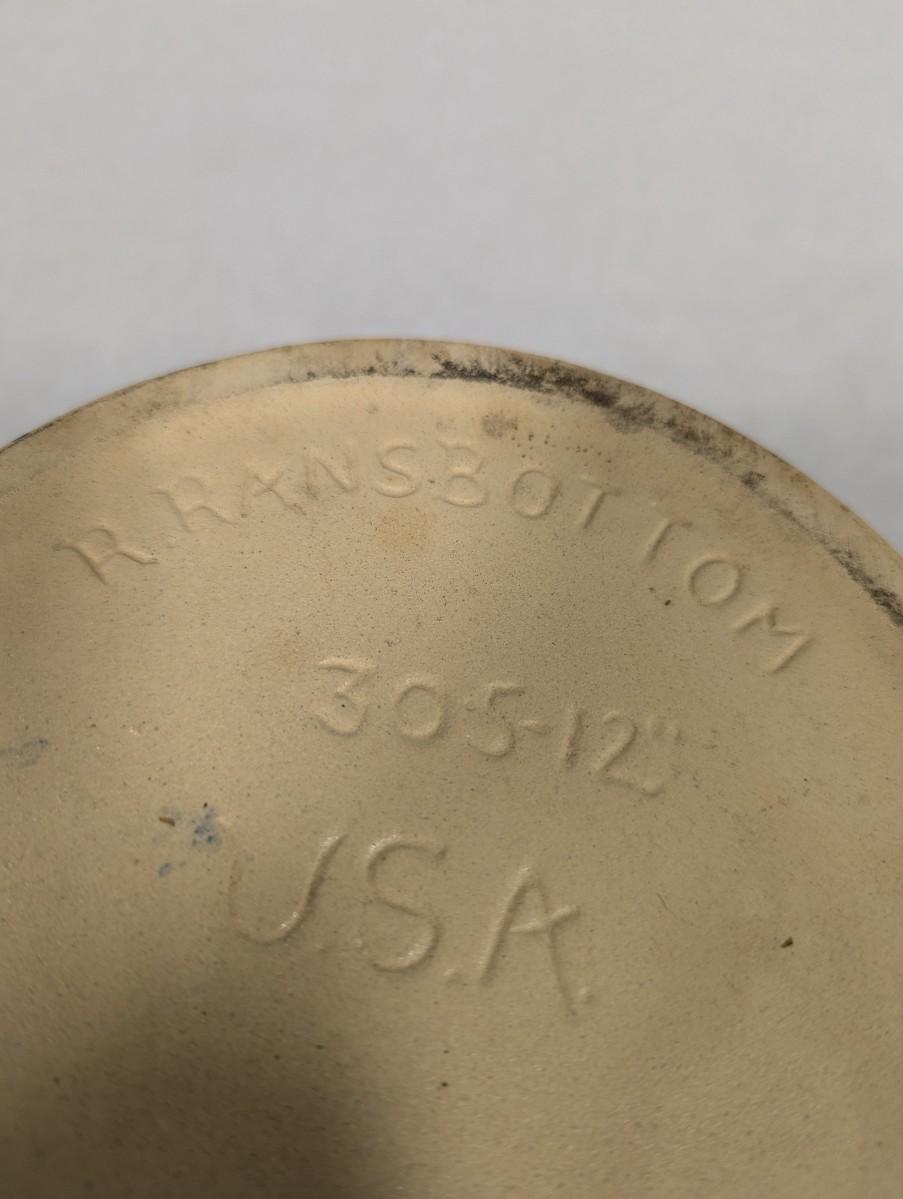 R. RANSBOTTOM
305-12"
U.S.A.